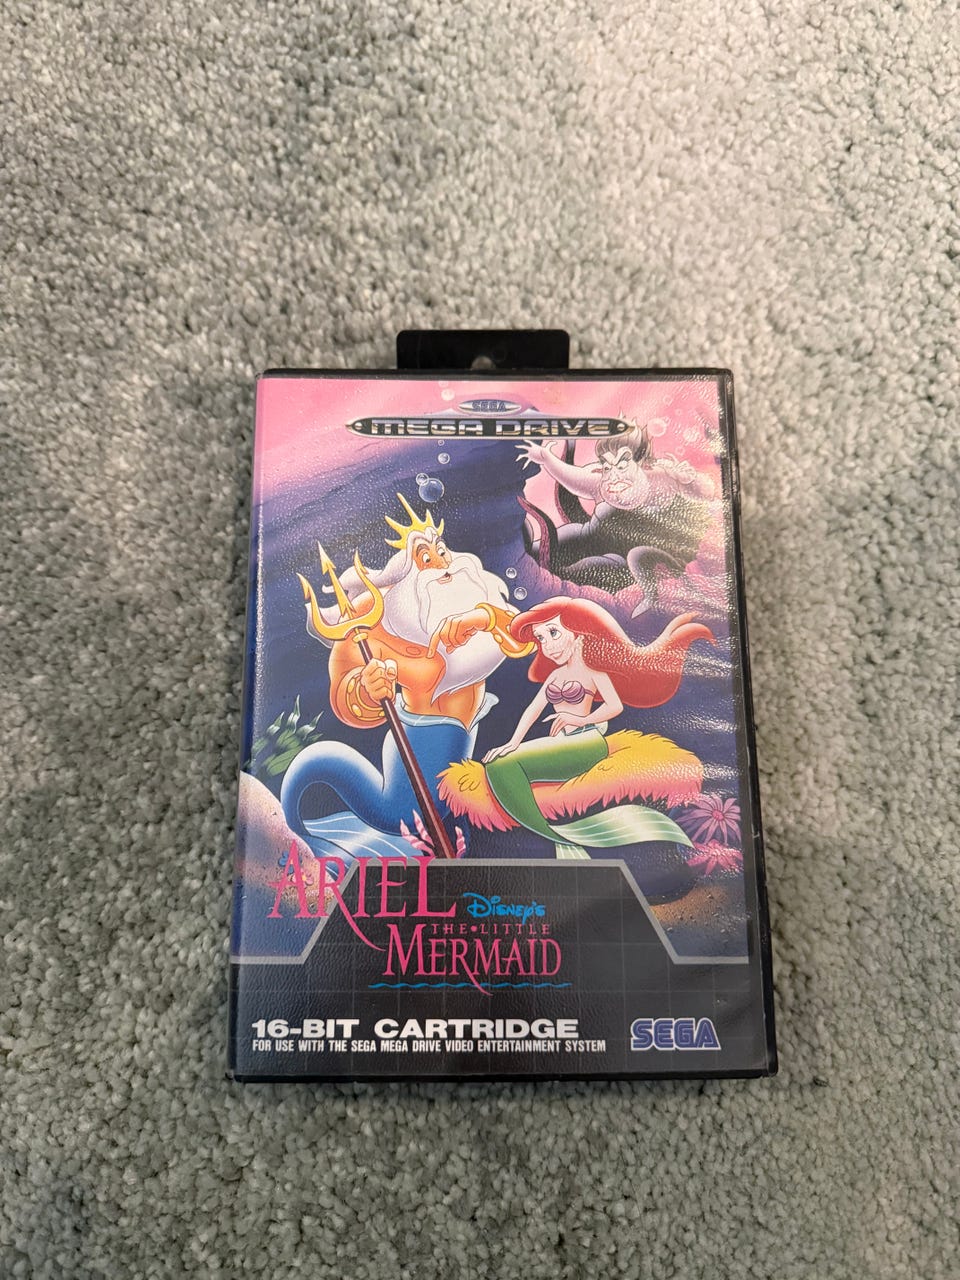 SEGA
MEGA DRIVE
ARIEL
DISNEY'S
THE•LITTLE
MERMAID
16-BIT CARTRIDGE
FOR USE WITH THE SEGA MEGA DRIVE VIDEO ENTERTAINMENT SYSTEM
SEGA